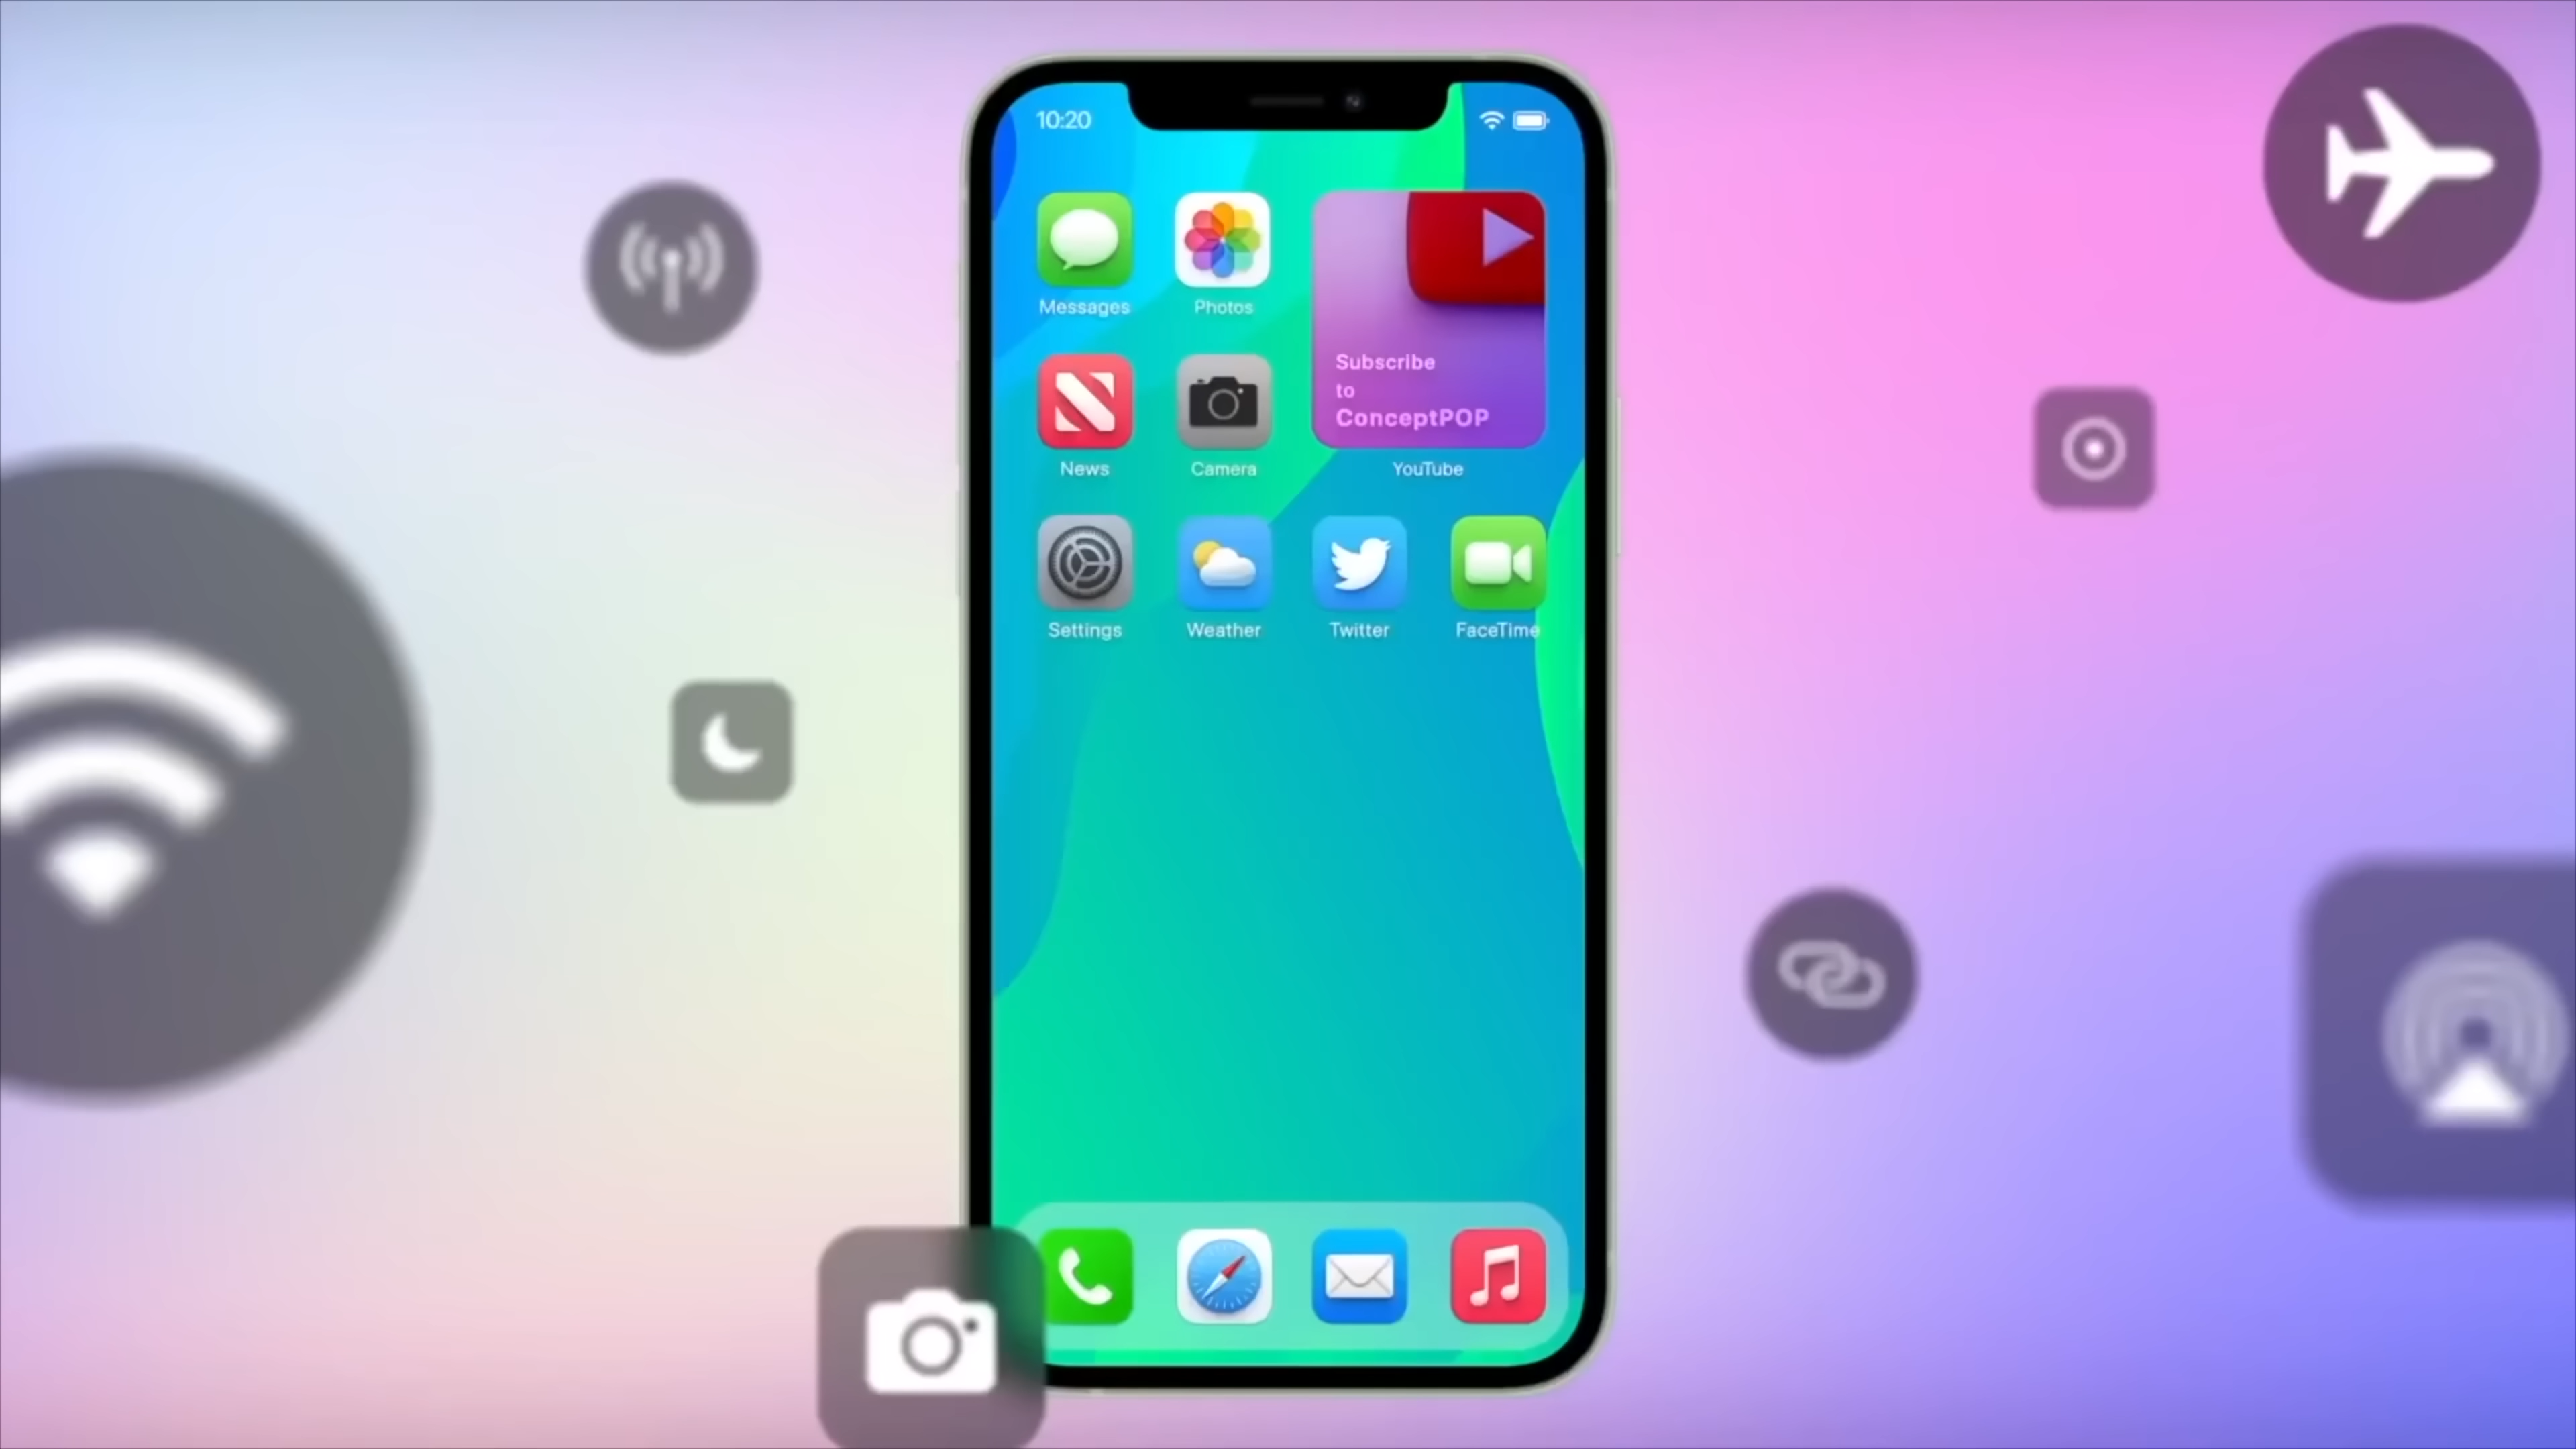 10:20
Messages
Photos
Subscribe
to
ConceptPOP
News
Camera
YouTube
Settings
Weather
Twitter
FaceTime